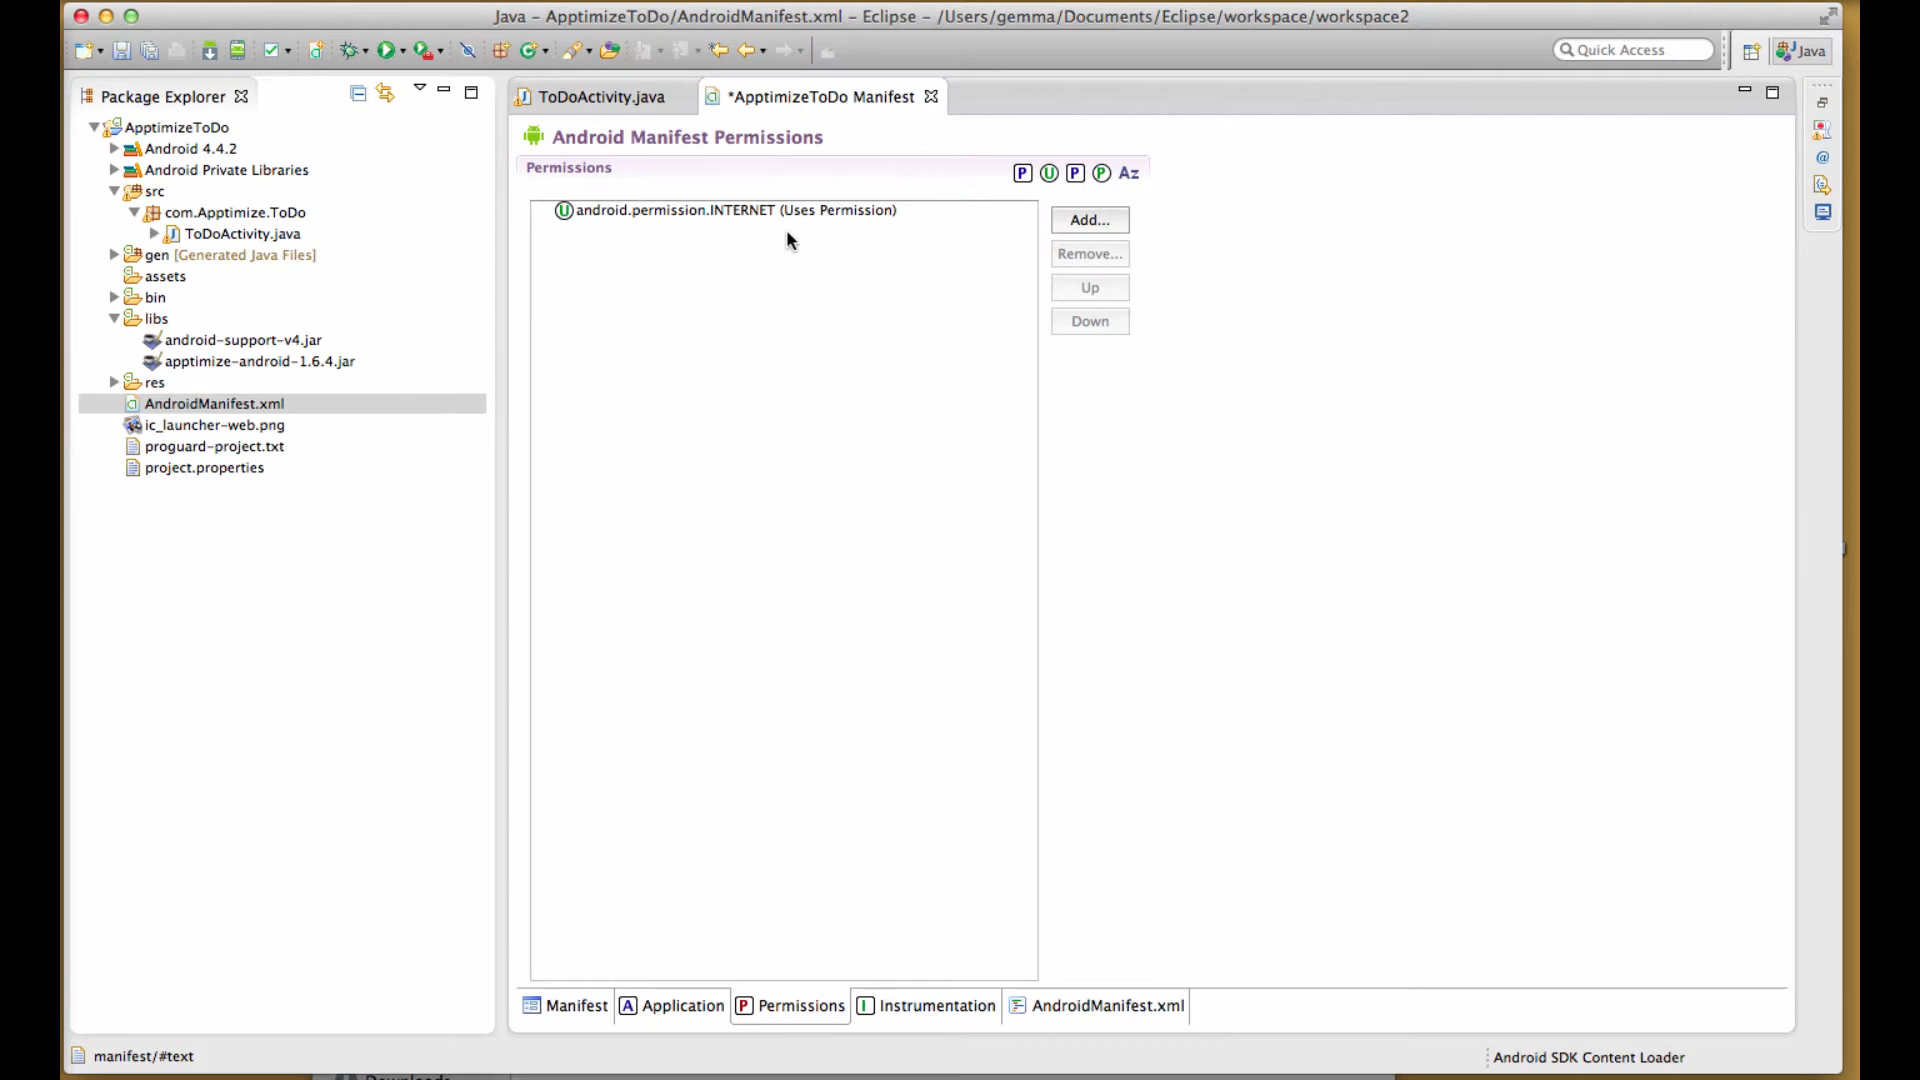 Java – ApptimizeToDo/AndroidManifest.xml – Eclipse – /Users/gemma/Documents/Eclipse/workspace/workspace2
Quick Access
Java
Package Explorer
ToDoActivity.java
*ApptimizeToDo Manifest
ApptimizeToDo
Android 4.4.2
Android Private Libraries
src
com.Apptimize.ToDo
ToDoActivity.java
gen [Generated Java Files]
assets
bin
libs
android-support-v4.jar
apptimize-android-1.6.4.jar
res
AndroidManifest.xml
ic_launcher-web.png
proguard-project.txt
project.properties
Android Manifest Permissions
Permissions
P U P P Az
U android.permission.INTERNET (Uses Permission)
Add...
Remove...
Up
Down
Manifest
A Application
P Permissions
I Instrumentation
AndroidManifest.xml
manifest/#text
Android SDK Content Loader